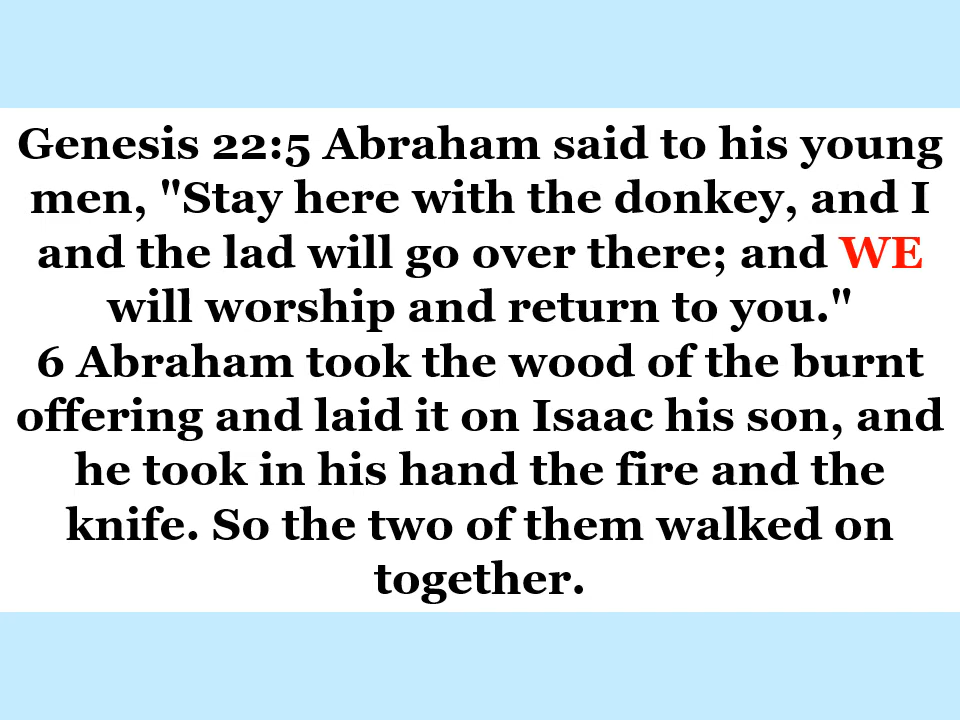 Genesis 22:5 Abraham said to his young
men, "Stay here with the donkey, and I
and the lad will go over there; and WE
will worship and return to you."
6 Abraham took the wood of the burnt
offering and laid it on Isaac his son, and
he took in his hand the fire and the
knife. So the two of them walked on
together.